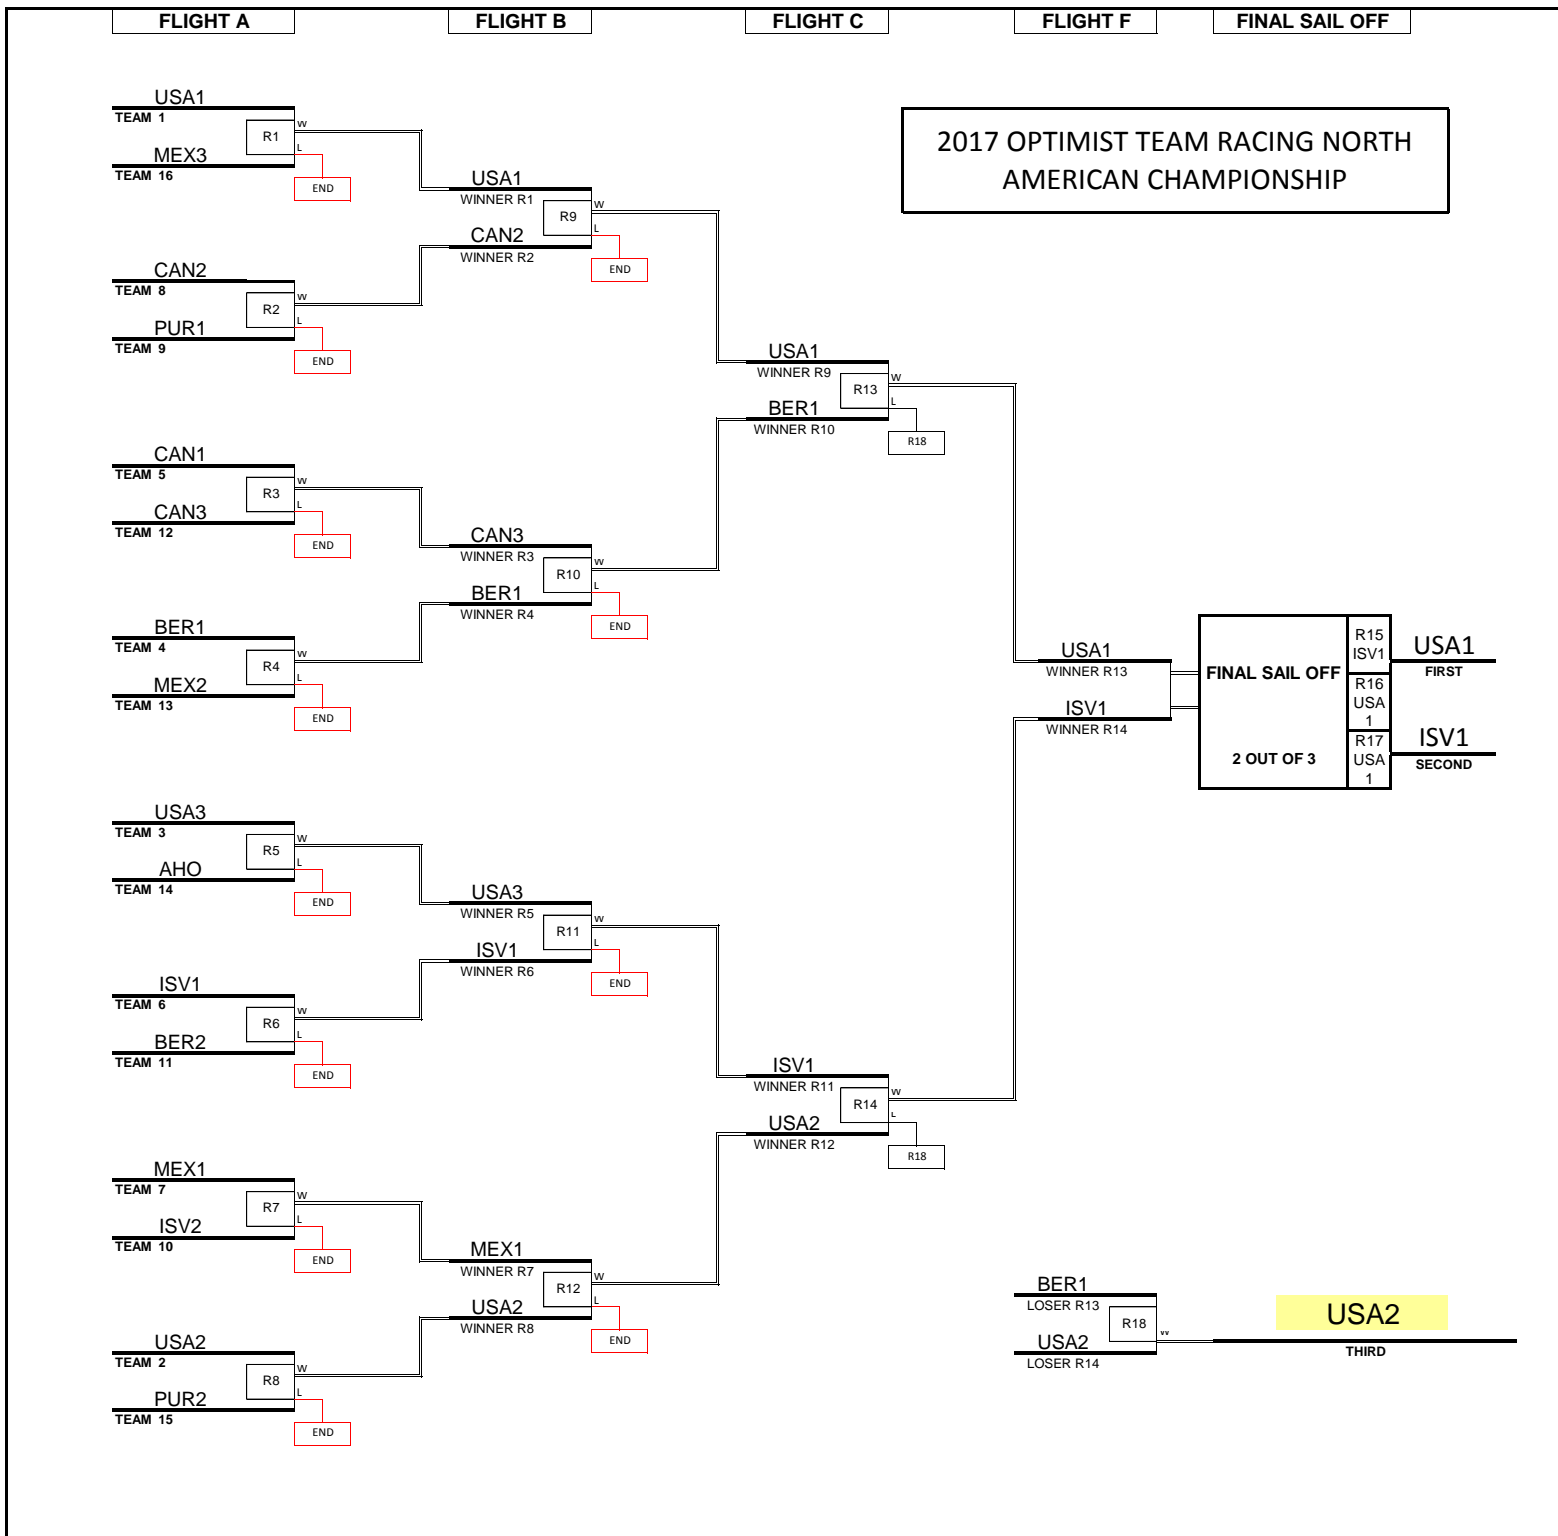 FLIGHT A
FLIGHT B
FLIGHT C
FLIGHT F
FINAL SAIL OFF
2017 OPTIMIST TEAM RACING NORTH
AMERICAN CHAMPIONSHIP
USA1
TEAM 1
R1
W
L
MEX3
TEAM 16
END
CAN2
TEAM 8
R2
W
L
PUR1
TEAM 9
END
CAN1
TEAM 5
R3
W
L
CAN3
TEAM 12
END
BER1
TEAM 4
R4
W
L
MEX2
TEAM 13
END
USA3
TEAM 3
R5
W
L
AHO
TEAM 14
END
ISV1
TEAM 6
R6
W
L
BER2
TEAM 11
END
MEX1
TEAM 7
R7
W
L
ISV2
TEAM 10
END
USA2
TEAM 2
R8
W
L
PUR2
TEAM 15
END
USA1
WINNER R1
R9
W
L
CAN2
WINNER R2
END
CAN3
WINNER R3
R10
W
L
BER1
WINNER R4
END
USA3
WINNER R5
R11
W
L
ISV1
WINNER R6
END
MEX1
WINNER R7
R12
W
L
USA2
WINNER R8
END
USA1
WINNER R9
R13
W
L
BER1
WINNER R10
R18
ISV1
WINNER R11
R14
W
L
USA2
WINNER R12
R18
USA1
WINNER R13
ISV1
WINNER R14
FINAL SAIL OFF
2 OUT OF 3
R15
ISV1
R16
USA
1
R17
USA
1
USA1
FIRST
ISV1
SECOND
BER1
LOSER R13
R18
W
USA2
LOSER R14
USA2
THIRD